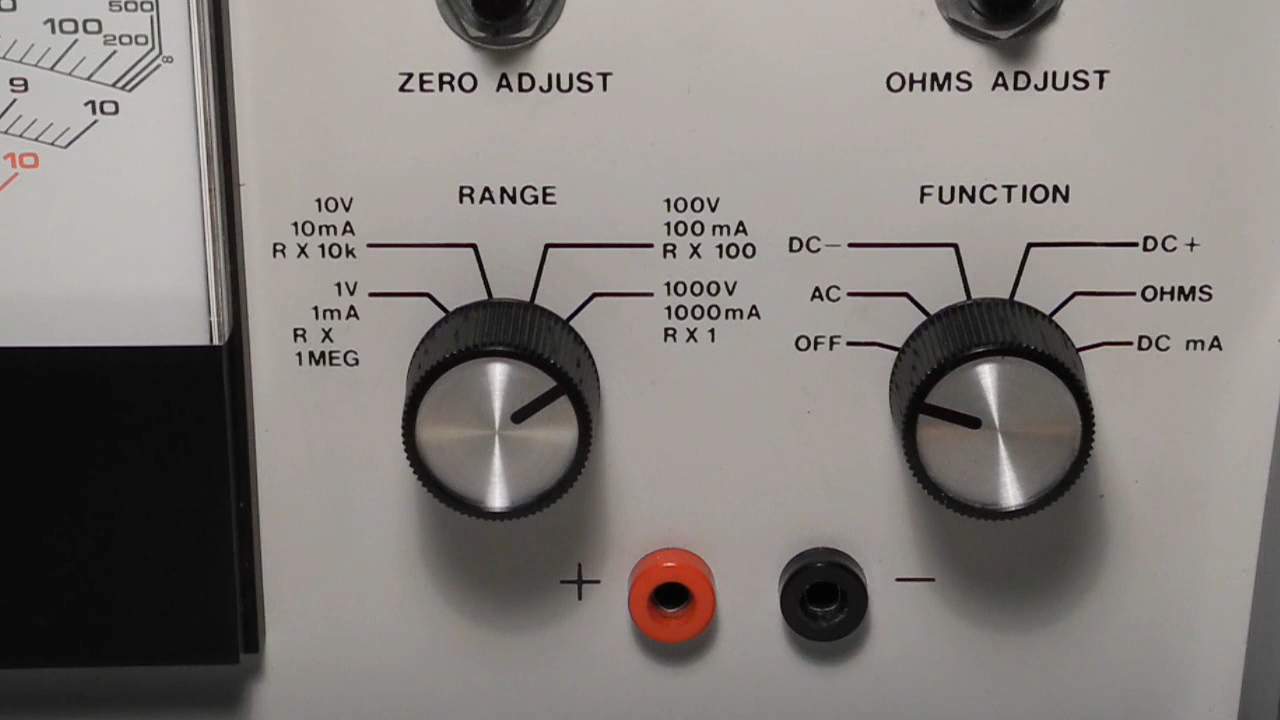 500
100 200
∞
9
10
10
ZERO ADJUST
OHMS ADJUST
RANGE
FUNCTION
10V
10mA
R X 10k
1V
1mA
R X
1MEG
100V
100 mA
R X 100
1000V
1000mA
R X 1
DC−
AC
OFF
DC+
OHMS
DC mA
+
−